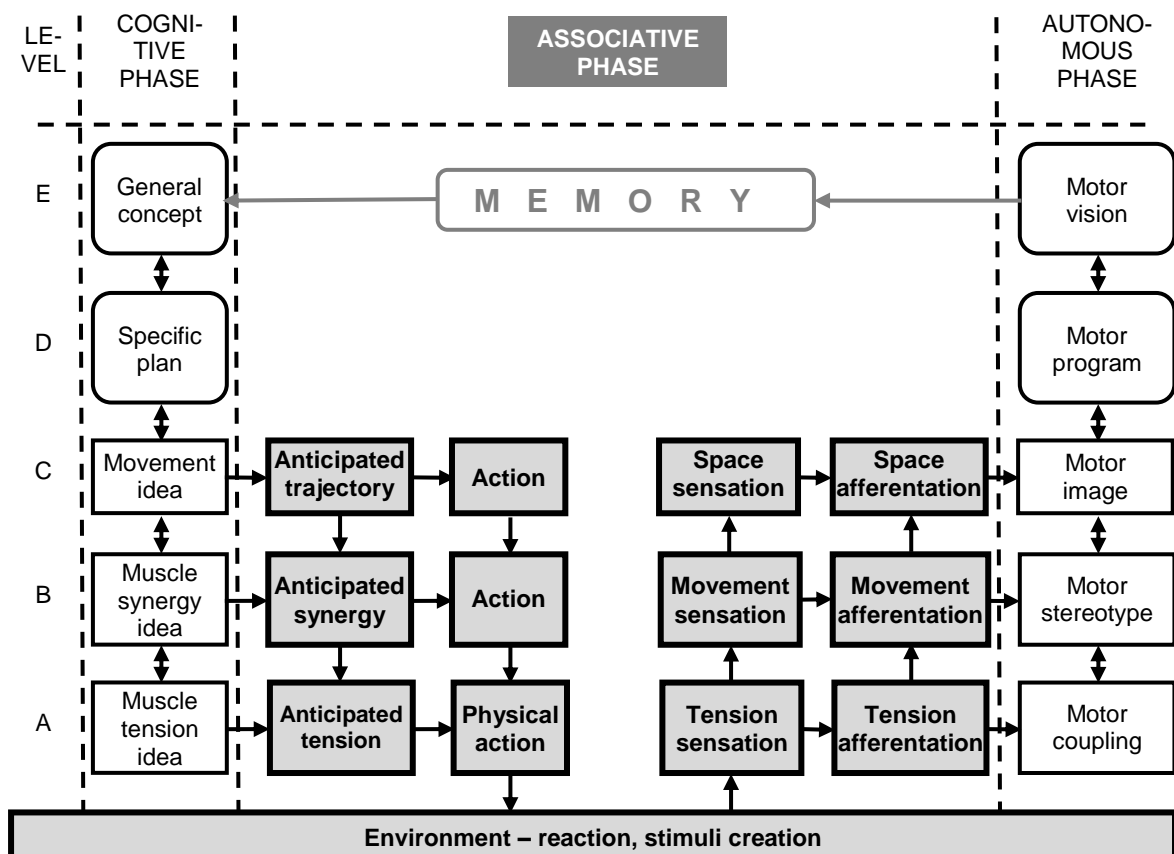 LE-
VEL
COGNI-
TIVE
PHASE
ASSOCIATIVE
PHASE
AUTONO-
MOUS
PHASE
E
General
concept
M E M O R Y
Motor
vision
D
Specific
plan
Motor
program
C
Movement
idea
Anticipated
trajectory
Action
Space
sensation
Space
afferentation
Motor
image
B
Muscle
synergy
idea
Anticipated
synergy
Action
Movement
sensation
Movement
afferentation
Motor
stereotype
A
Muscle
tension
idea
Anticipated
tension
Physical
action
Tension
sensation
Tension
afferentation
Motor
coupling
Environment – reaction, stimuli creation